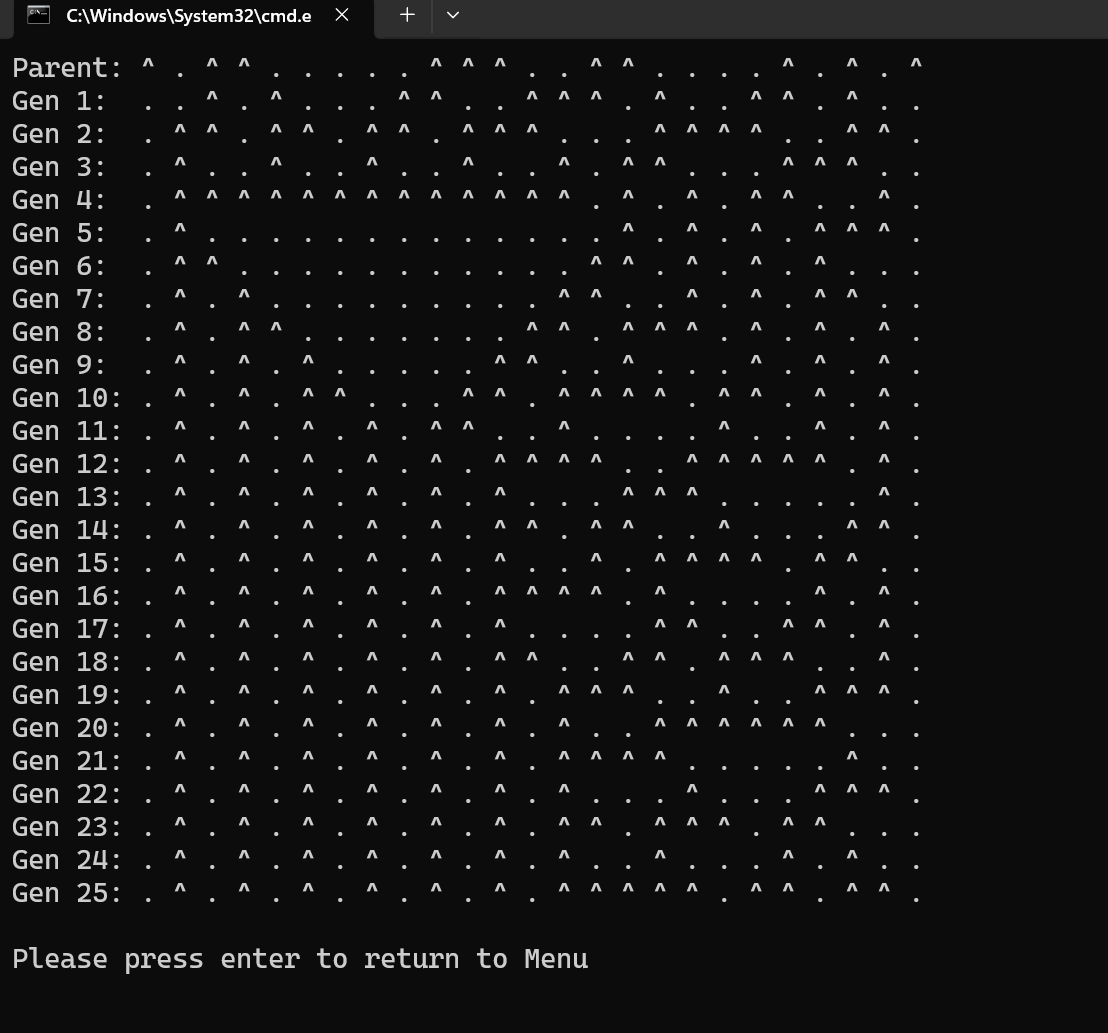 C:\Windows\System32\cmd.e
Parent: ^ . ^ ^ . . . . . ^ ^ ^ . . ^ ^ . . . . ^ . ^ . ^
Gen 1: . . ^ . ^ . . . ^ ^ . . ^ ^ ^ . ^ . . ^ ^ . ^ . .
Gen 2: . ^ ^ . ^ ^ . ^ ^ . ^ ^ ^ . . . ^ ^ ^ ^ . . ^ ^ .
Gen 3: . ^ . . ^ . . ^ . . ^ . . ^ . ^ ^ . . . ^ ^ ^ . .
Gen 4: . ^ ^ ^ ^ ^ ^ ^ ^ ^ ^ ^ ^ ^ . ^ . ^ . ^ ^ . . ^ .
Gen 5: . ^ . . . . . . . . . . . . . ^ . ^ . ^ . ^ ^ ^ .
Gen 6: . ^ ^ . . . . . . . . . . . ^ ^ . ^ . ^ . ^ . . .
Gen 7: . ^ . ^ . . . . . . . . . ^ ^ . . ^ . ^ . ^ ^ . .
Gen 8: . ^ . ^ ^ . . . . . . . ^ ^ . ^ ^ ^ . ^ . ^ . ^ .
Gen 9: . ^ . ^ . ^ . . . . . ^ ^ . . ^ . . . ^ . ^ . ^ .
Gen 10: . ^ . ^ . ^ ^ . . . ^ ^ . ^ ^ ^ ^ . ^ ^ . ^ . ^ .
Gen 11: . ^ . ^ . ^ . ^ . ^ ^ . . ^ . . . . ^ . . ^ . ^ .
Gen 12: . ^ . ^ . ^ . ^ . ^ . ^ ^ ^ ^ . . ^ ^ ^ ^ ^ . ^ .
Gen 13: . ^ . ^ . ^ . ^ . ^ . ^ . . . ^ ^ ^ . . . . . ^ .
Gen 14: . ^ . ^ . ^ . ^ . ^ . ^ ^ . ^ ^ . . ^ . . . ^ ^ .
Gen 15: . ^ . ^ . ^ . ^ . ^ . ^ . . ^ . ^ ^ ^ ^ . ^ ^ . .
Gen 16: . ^ . ^ . ^ . ^ . ^ . ^ ^ ^ ^ . ^ . . . . ^ . ^ .
Gen 17: . ^ . ^ . ^ . ^ . ^ . ^ . . . . ^ ^ . . ^ ^ . ^ .
Gen 18: . ^ . ^ . ^ . ^ . ^ . ^ ^ . . ^ ^ . ^ ^ ^ . . ^ .
Gen 19: . ^ . ^ . ^ . ^ . ^ . ^ . ^ ^ ^ . . ^ . . ^ ^ ^ .
Gen 20: . ^ . ^ . ^ . ^ . ^ . ^ . ^ . . ^ ^ ^ ^ ^ ^ . . .
Gen 21: . ^ . ^ . ^ . ^ . ^ . ^ . ^ ^ ^ ^ . . . . . ^ . .
Gen 22: . ^ . ^ . ^ . ^ . ^ . ^ . ^ . . . ^ . . . ^ ^ ^ .
Gen 23: . ^ . ^ . ^ . ^ . ^ . ^ . ^ ^ . ^ ^ ^ . ^ ^ . . .
Gen 24: . ^ . ^ . ^ . ^ . ^ . ^ . ^ . . ^ . . . ^ . ^ . .
Gen 25: . ^ . ^ . ^ . ^ . ^ . ^ . ^ ^ ^ ^ ^ . ^ ^ . ^ ^ .
Please press enter to return to Menu